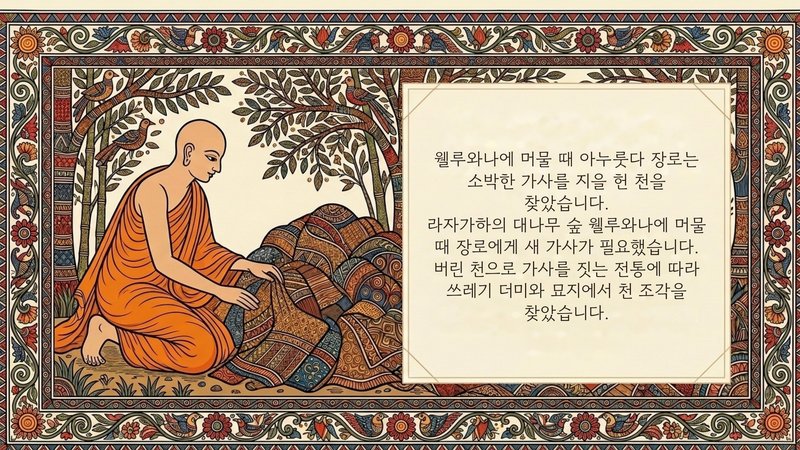 웰루와나에 머물 때 아누룻다 장로는
소박한 가사를 지을 헌 천을
찾았습니다.
라자가하의 대나무 숲 웰루와나에 머물
때 장로에게 새 가사가 필요했습니다.
버린 천으로 가사를 짓는 전통에 따라
쓰레기 더미와 묘지에서 천 조각을
찾았습니다.